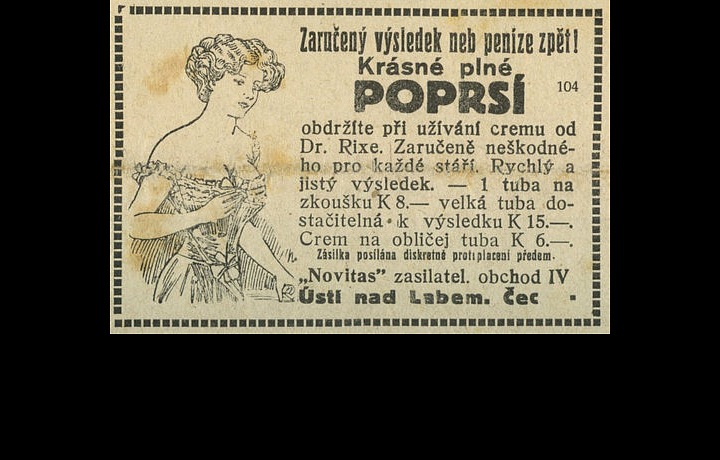 Zaručený výsledek neb peníze zpět!
Krásné plné
POPRSÍ
104
obdržíte při užívání cremu od
Dr. Rixe. Zaručeně neškodné-
ho pro každé stáří. Rychlý a
jistý výsledek. — 1 tuba na
zkoušku K 8.— velká tuba do-
stačitelná k výsledku K 15.—.
Crem na obličej tuba K 6.—.
Zásilka posílána diskretně proti placení předem.
„Novitas" zasilatel. obchod IV
Ústí nad Labem. Čec